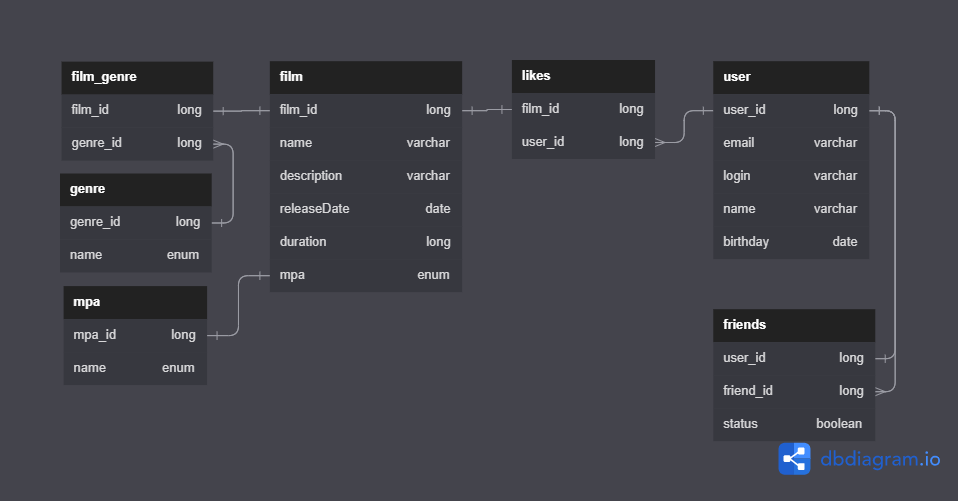 film_genre
film_id long
genre_id long
genre
genre_id long
name enum
mpa
mpa_id long
name enum
film
film_id long
name varchar
description varchar
releaseDate date
duration long
mpa enum
likes
film_id long
user_id long
user
user_id long
email varchar
login varchar
name varchar
birthday date
friends
user_id long
friend_id long
status boolean
dbdiagram.io